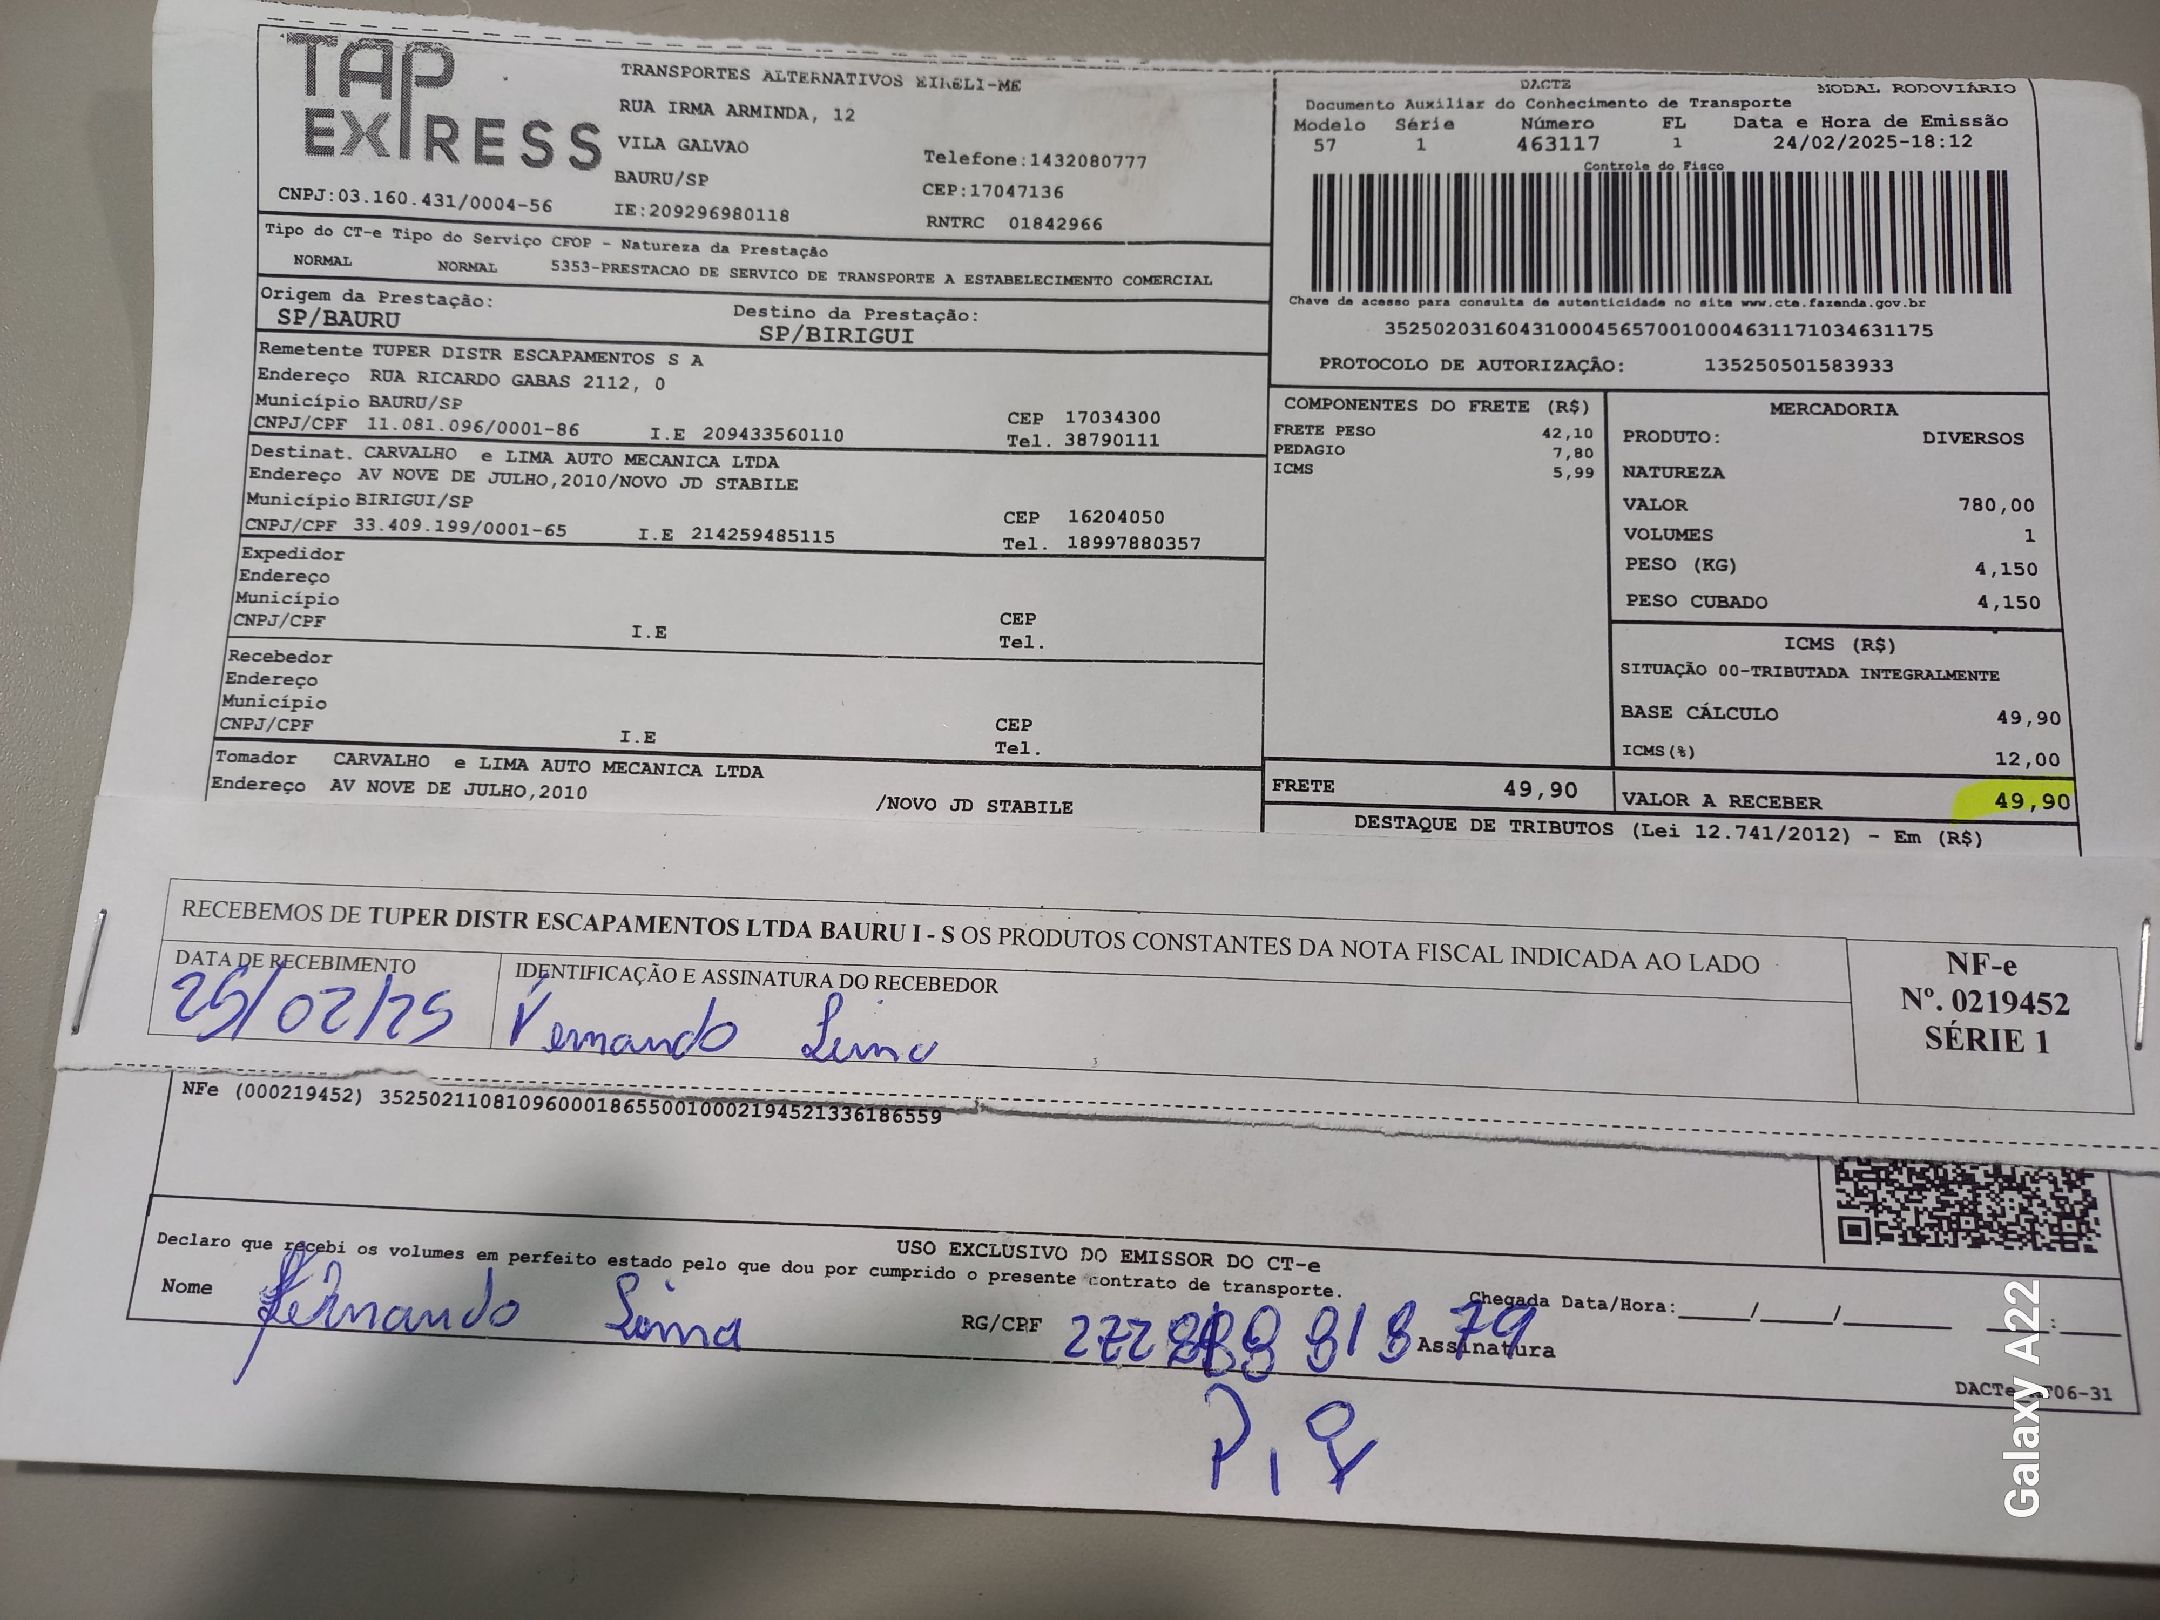 TAP EXPRESS
CNPJ:03.160.431/0004-56
TRANSPORTES ALTERNATIVOS EIRELI-ME
RUA IRMA ARMINDA, 12
VILA GALVAO
BAURU/SP
IE:209296980118
Telefone:1432080777
CEP:17047136
RNTRC 01842966
DACTE
MODAL RODOVIÁRIO
Documento Auxiliar do Conhecimento de Transporte
Modelo Série Número FL Data e Hora de Emissão
57 1 463117 1 24/02/2025-18:12
Controle do Fisco
Chave de acesso para consulta de autenticidade no site www.cte.fazenda.gov.br
35250203160431000456570010004631171034631175
PROTOCOLO DE AUTORIZAÇÃO: 135250501583933
Tipo do CT-e Tipo do Serviço CFOP - Natureza da Prestação
NORMAL NORMAL 5353-PRESTACAO DE SERVICO DE TRANSPORTE A ESTABELECIMENTO COMERCIAL
Origem da Prestação: Destino da Prestação:
SP/BAURU SP/BIRIGUI
Remetente TUPER DISTR ESCAPAMENTOS S A
Endereço RUA RICARDO GABAS 2112, 0
Município BAURU/SP CEP 17034300
CNPJ/CPF 11.081.096/0001-86 I.E 209433560110 Tel. 38790111
Destinat. CARVALHO e LIMA AUTO MECANICA LTDA
Endereço AV NOVE DE JULHO,2010/NOVO JD STABILE
Município BIRIGUI/SP CEP 16204050
CNPJ/CPF 33.409.199/0001-65 I.E 214259485115 Tel. 18997880357
Expedidor
Endereço
Município CEP
CNPJ/CPF I.E Tel.
Recebedor
Endereço
Município CEP
CNPJ/CPF I.E Tel.
Tomador CARVALHO e LIMA AUTO MECANICA LTDA
Endereço AV NOVE DE JULHO,2010 /NOVO JD STABILE
COMPONENTES DO FRETE (R$)
FRETE PESO 42,10
PEDAGIO 7,80
ICMS 5,99
FRETE 49,90
MERCADORIA
PRODUTO: DIVERSOS
NATUREZA
VALOR 780,00
VOLUMES 1
PESO (KG) 4,150
PESO CUBADO 4,150
ICMS (R$)
SITUAÇÃO 00-TRIBUTADA INTEGRALMENTE
BASE CÁLCULO 49,90
ICMS(%) 12,00
VALOR A RECEBER 49,90
DESTAQUE DE TRIBUTOS (Lei 12.741/2012) - Em (R$)
RECEBEMOS DE TUPER DISTR ESCAPAMENTOS LTDA BAURU I - S OS PRODUTOS CONSTANTES DA NOTA FISCAL INDICADA AO LADO
DATA DE RECEBIMENTO IDENTIFICAÇÃO E ASSINATURA DO RECEBEDOR
25/02/25 Fernando Lima
NF-e
Nº. 0219452
SÉRIE 1
NFe (000219452) 35250211081096000186550010002194521336186559
USO EXCLUSIVO DO EMISSOR DO CT-e
Declaro que recebi os volumes em perfeito estado pelo que dou por cumprido o presente contrato de transporte.
Nome Fernando Lima RG/CPF
Chegada Data/Hora:____/____/______ ___:____
Assinatura
Galaxy A22